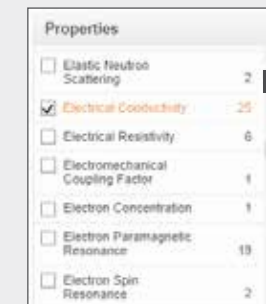 Properties
Elastic Neutron
Scattering 2
Electrical Conductivity 25
Electrical Resistivity 6
Electromechanical
Coupling Factor 1
Electron Concentration 1
Electron Paramagnetic
Resonance 19
Electron Spin
Resonance 2